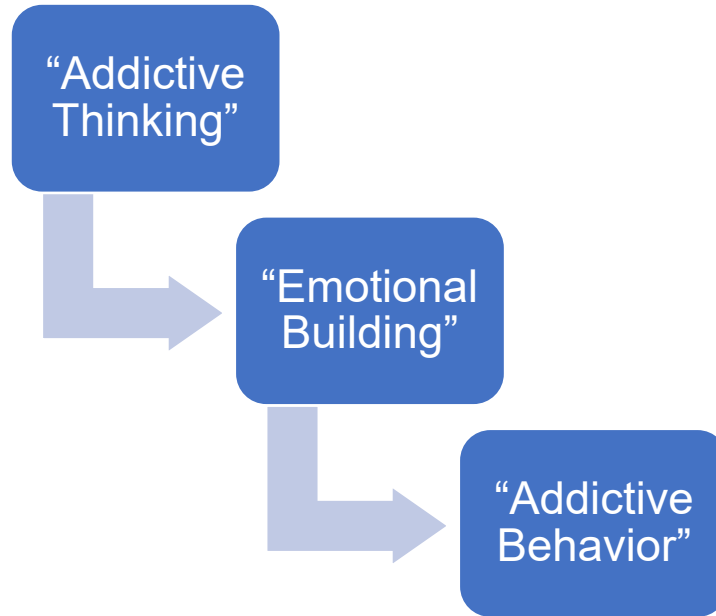 “Addictive
Thinking”
“Emotional
Building”
“Addictive
Behavior”